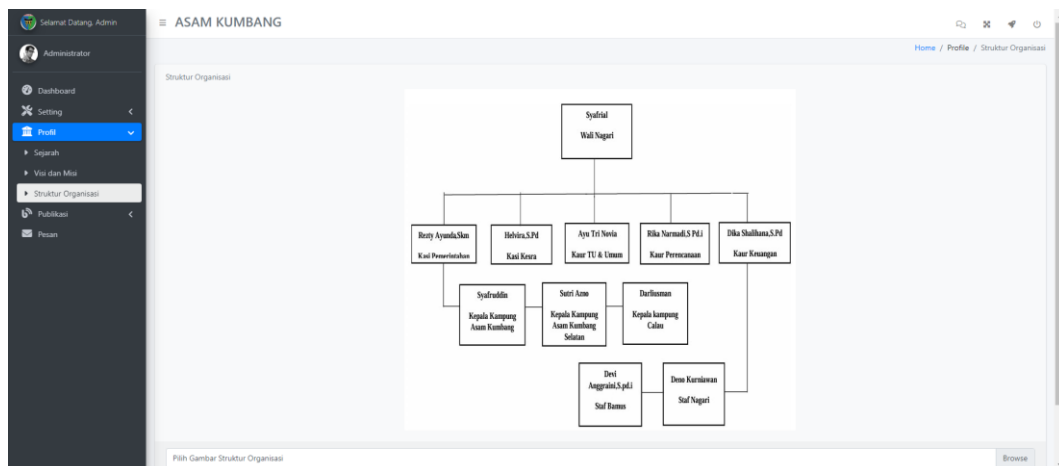 Selamat Datang, Admin
ASAM KUMBANG
Administrator
Home / Profile / Struktur Organisasi
Dashboard
Setting
Profil
Sejarah
Visi dan Misi
Struktur Organisasi
Publikasi
Pesan
Struktur Organisasi
Syafrial
Wali Nagari
Rezty Ayunda,Skm
Kasi Pemerintahan
Helvira,S.Pd
Kasi Kesra
Ayu Tri Novia
Kaur TU & Umum
Rika Narmadi,S Pd.i
Kaur Perencanaan
Dika Shalihana,S.Pd
Kaur Keuangan
Syafruddin
Kepala Kampung
Asam Kumbang
Sutri Azno
Kepala Kampung
Asam Kumbang
Selatan
Darliusman
Kepala kampung
Calau
Devi
Anggraini,S.pd.i
Staf Bamus
Deno Kurniawan
Staf Nagari
Pilih Gambar Struktur Organisasi
Browse